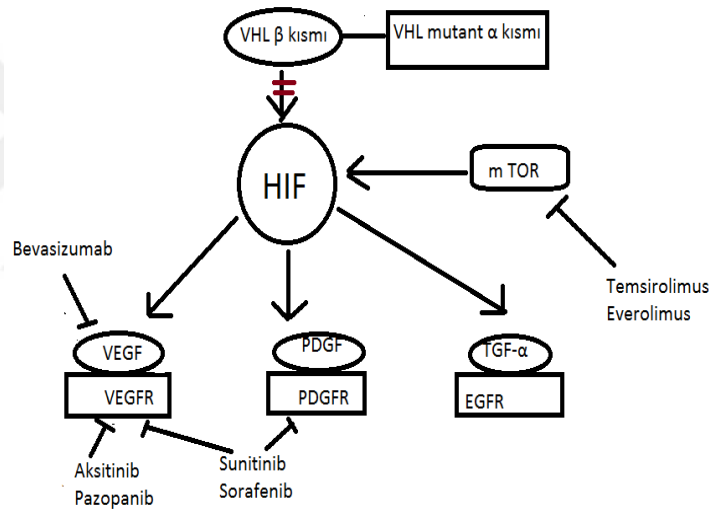 VHL β kısmı
VHL mutant α kısmı
HIF
m TOR
Bevasizumab
Temsirolimus
Everolimus
VEGF
PDGF
TGF-α
VEGFR
PDGFR
EGFR
Aksitinib
Pazopanib
Sunitinib
Sorafenib